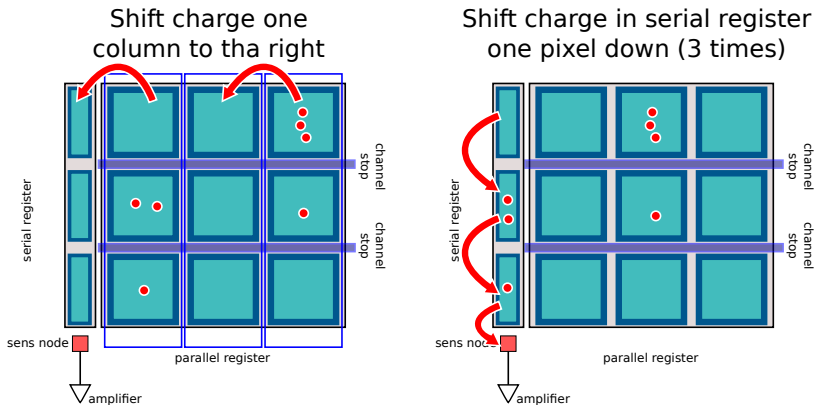 Shift charge one
column to tha right
serial register
channel
stop
channel
stop
sens node
parallel register
amplifier
Shift charge in serial register
one pixel down (3 times)
serial register
channel
stop
channel
stop
sens node
parallel register
amplifier